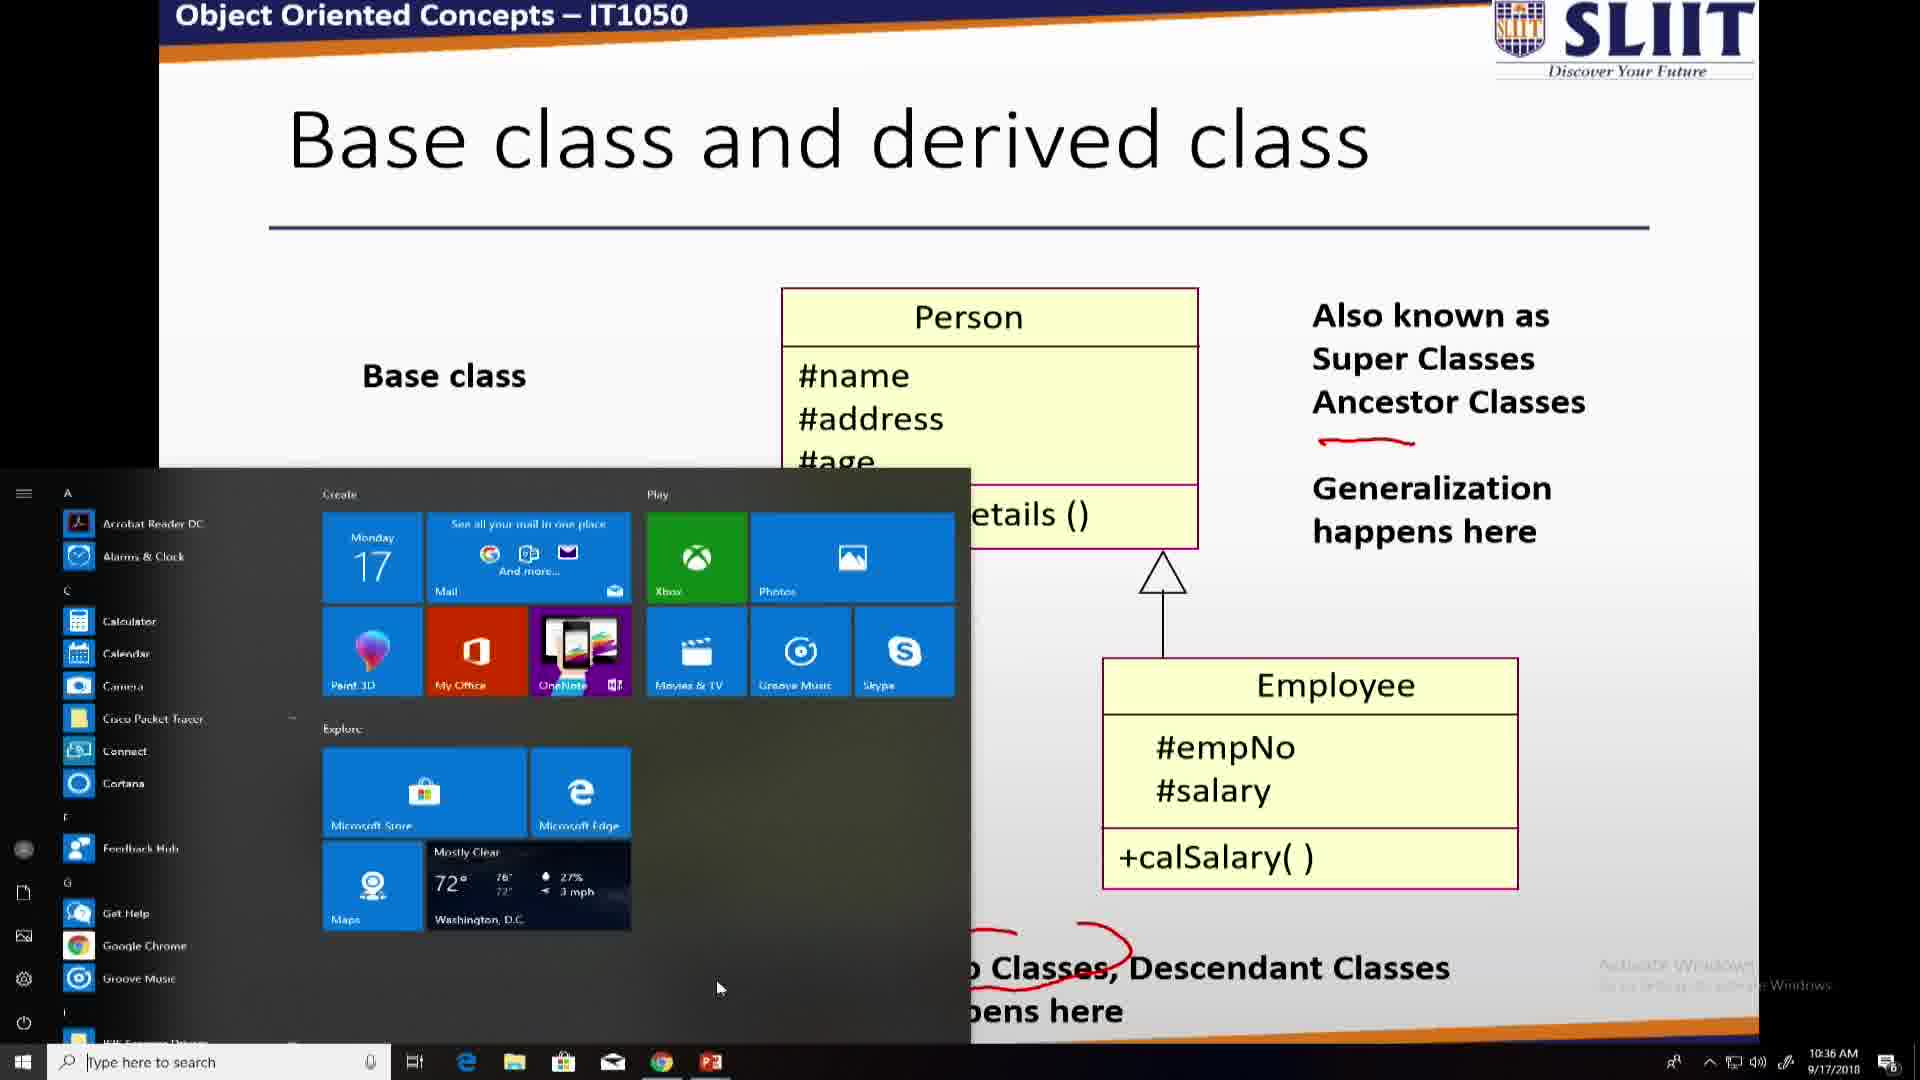 Object Oriented Concepts – IT1050
SLIIT
SLIIT
Discover Your Future
Base class and derived class
Base class
Person
#name
#address
#age
etails ()
Also known as
Super Classes
Ancestor Classes
Generalization
happens here
Employee
#empNo
#salary
+calSalary( )
Classes, Descendant Classes
pens here
Activate Windows
Windows.
A
Acrobat Reader DC
Alarms & Clock
C
Calculator
Calendar
Camera
Cisco Packet Tracer
Connect
Cortana
F
Feedback Hub
G
Get Help
Google Chrome
Groove Music
I
Create
Monday
17
See all your mail in one place
And more...
Mail
Paint 3D
My Office
OneNote
Play
Xbox
Photos
Movies & TV
Groove Music
Skype
Explore
Microsoft Store
Microsoft Edge
Maps
Mostly Clear
72°
76°
72°
27%
3 mph
Washington, D.C.
Type here to search
10:36 AM
9/17/2018
6